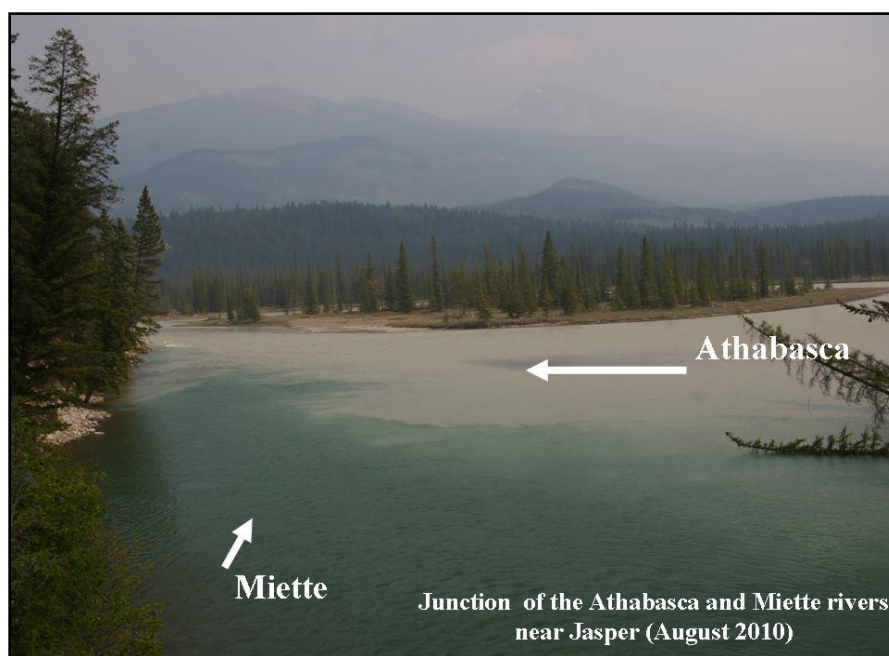 Athabasca
Miette
Junction of the Athabasca and Miette rivers
near Jasper (August 2010)